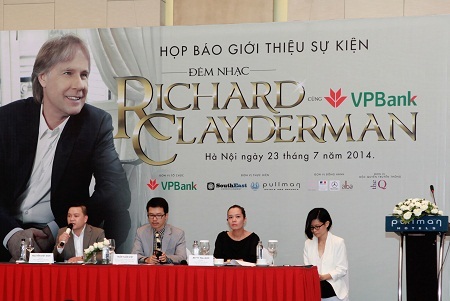 HỌP BÁO GIỚI THIỆU SỰ KIỆN
ĐÊM NHẠC
RICHARD CÙNG VPBank
CLAYDERMAN
Hà Nội ngày 23 tháng 7 năm 2014.
VPBank SouthEast pullman
pullman
HOTELS